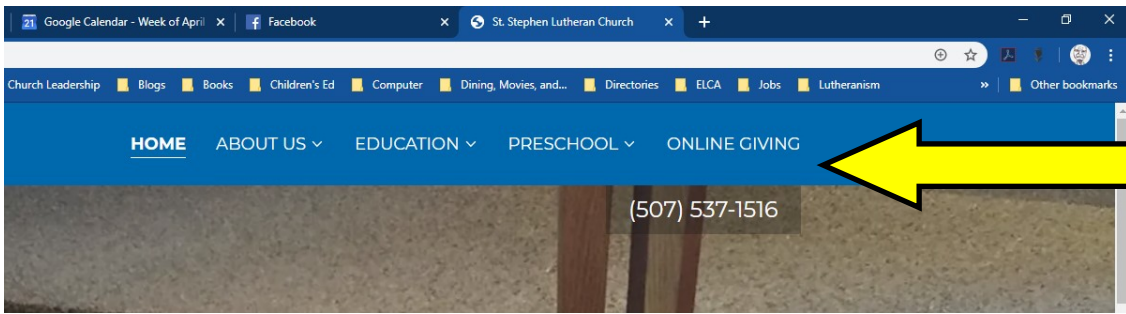 21 Google Calendar - Week of April
Facebook
St. Stephen Lutheran Church
Church Leadership Blogs Books Children's Ed Computer Dining, Movies, and... Directories ELCA Jobs Lutheranism » Other bookmarks
HOME ABOUT US EDUCATION PRESCHOOL ONLINE GIVING
(507) 537-1516